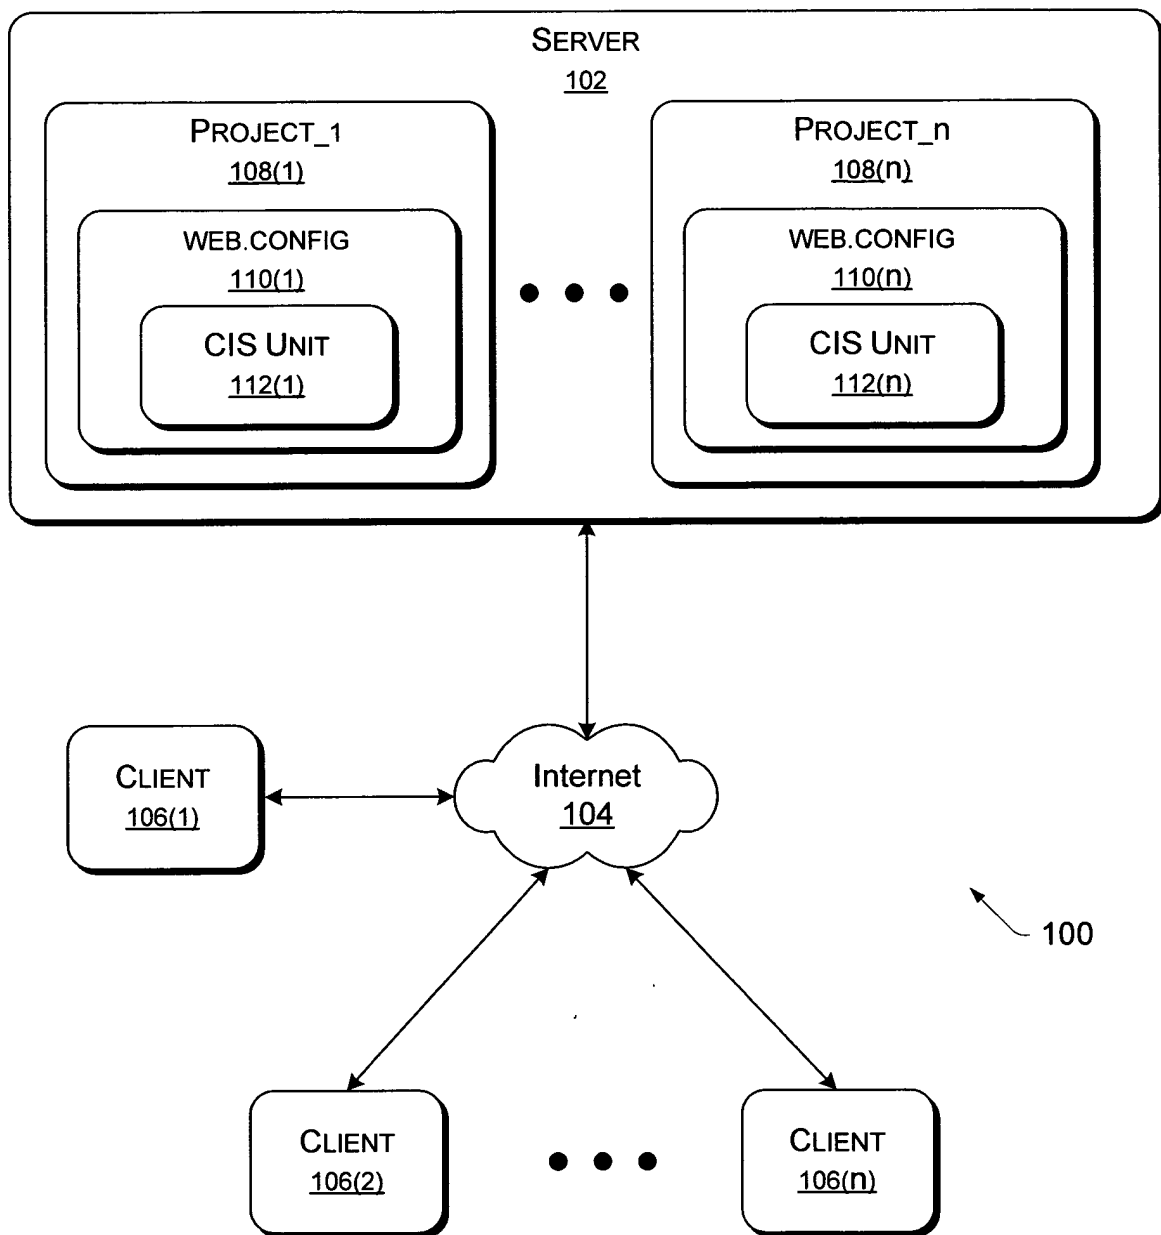 SERVER
102
PROJECT_1
108(1)
WEB.CONFIG
110(1)
CIS UNIT
112(1)
PROJECT_n
108(n)
WEB.CONFIG
110(n)
CIS UNIT
112(n)
Internet
104
CLIENT
106(1)
100
CLIENT
106(2)
CLIENT
106(n)